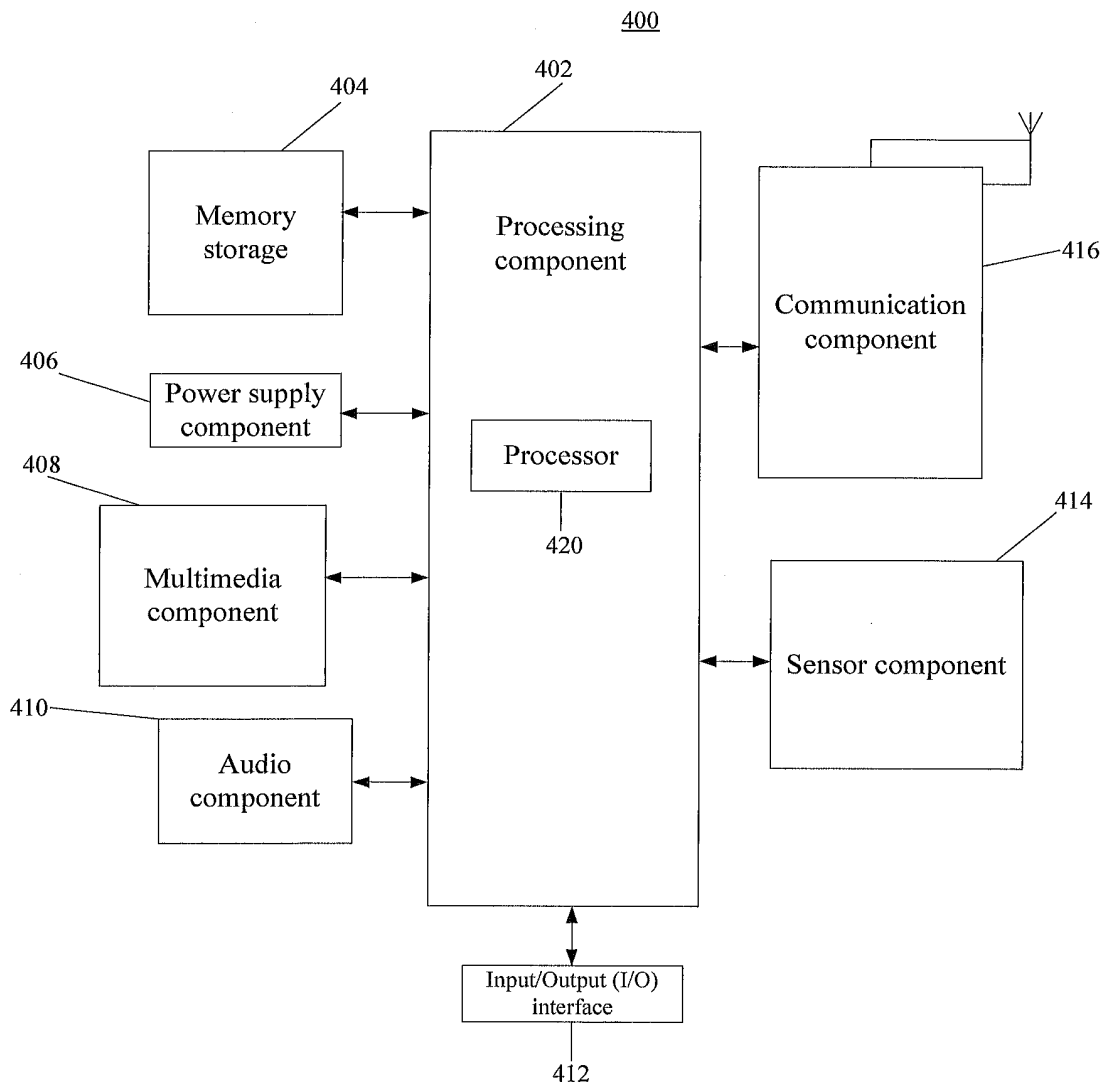 400
402
404
Memory
storage
Processing
component
416
Communication
component
406
Power supply
component
Processor
420
408
Multimedia
component
414
Sensor component
410
Audio
component
Input/Output (I/O)
interface
412